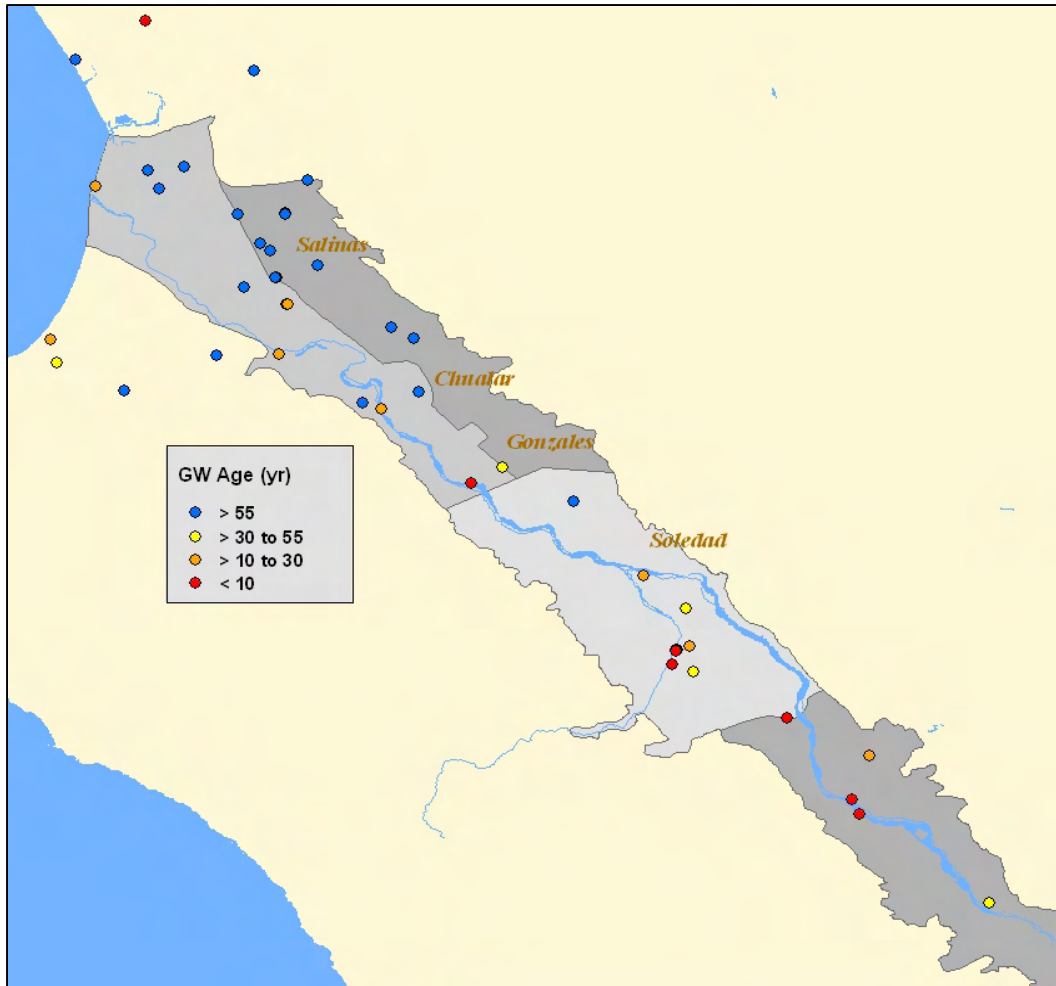 Salinas
Chualar
Gonzales
Soledad
GW Age (yr)
> 55
> 30 to 55
> 10 to 30
< 10